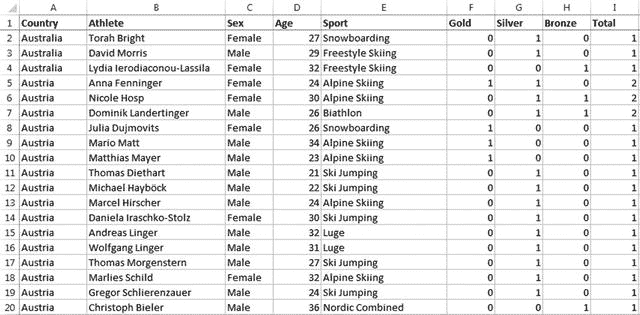 A B C D E F G H I
1 Country Athlete Sex Age Sport Gold Silver Bronze Total
2 Australia Torah Bright Female 27 Snowboarding 0 1 0 1
3 Australia David Morris Male 29 Freestyle Skiing 0 1 0 1
4 Australia Lydia Ierodiaconou-Lassila Female 32 Freestyle Skiing 0 0 1 1
5 Austria Anna Fenninger Female 24 Alpine Skiing 1 1 0 2
6 Austria Nicole Hosp Female 30 Alpine Skiing 0 1 1 2
7 Austria Dominik Landertinger Male 26 Biathlon 0 1 1 2
8 Austria Julia Dujmovits Female 26 Snowboarding 1 0 0 1
9 Austria Mario Matt Male 34 Alpine Skiing 1 0 0 1
10 Austria Matthias Mayer Male 23 Alpine Skiing 1 0 0 1
11 Austria Thomas Diethart Male 21 Ski Jumping 0 1 0 1
12 Austria Michael Hayböck Male 22 Ski Jumping 0 1 0 1
13 Austria Marcel Hirscher Male 24 Alpine Skiing 0 1 0 1
14 Austria Daniela Iraschko-Stolz Female 30 Ski Jumping 0 1 0 1
15 Austria Andreas Linger Male 32 Luge 0 1 0 1
16 Austria Wolfgang Linger Male 31 Luge 0 1 0 1
17 Austria Thomas Morgenstern Male 27 Ski Jumping 0 1 0 1
18 Austria Marlies Schild Female 32 Alpine Skiing 0 1 0 1
19 Austria Gregor Schlierenzauer Male 24 Ski Jumping 0 1 0 1
20 Austria Christoph Bieler Male 36 Nordic Combined 0 0 1 1